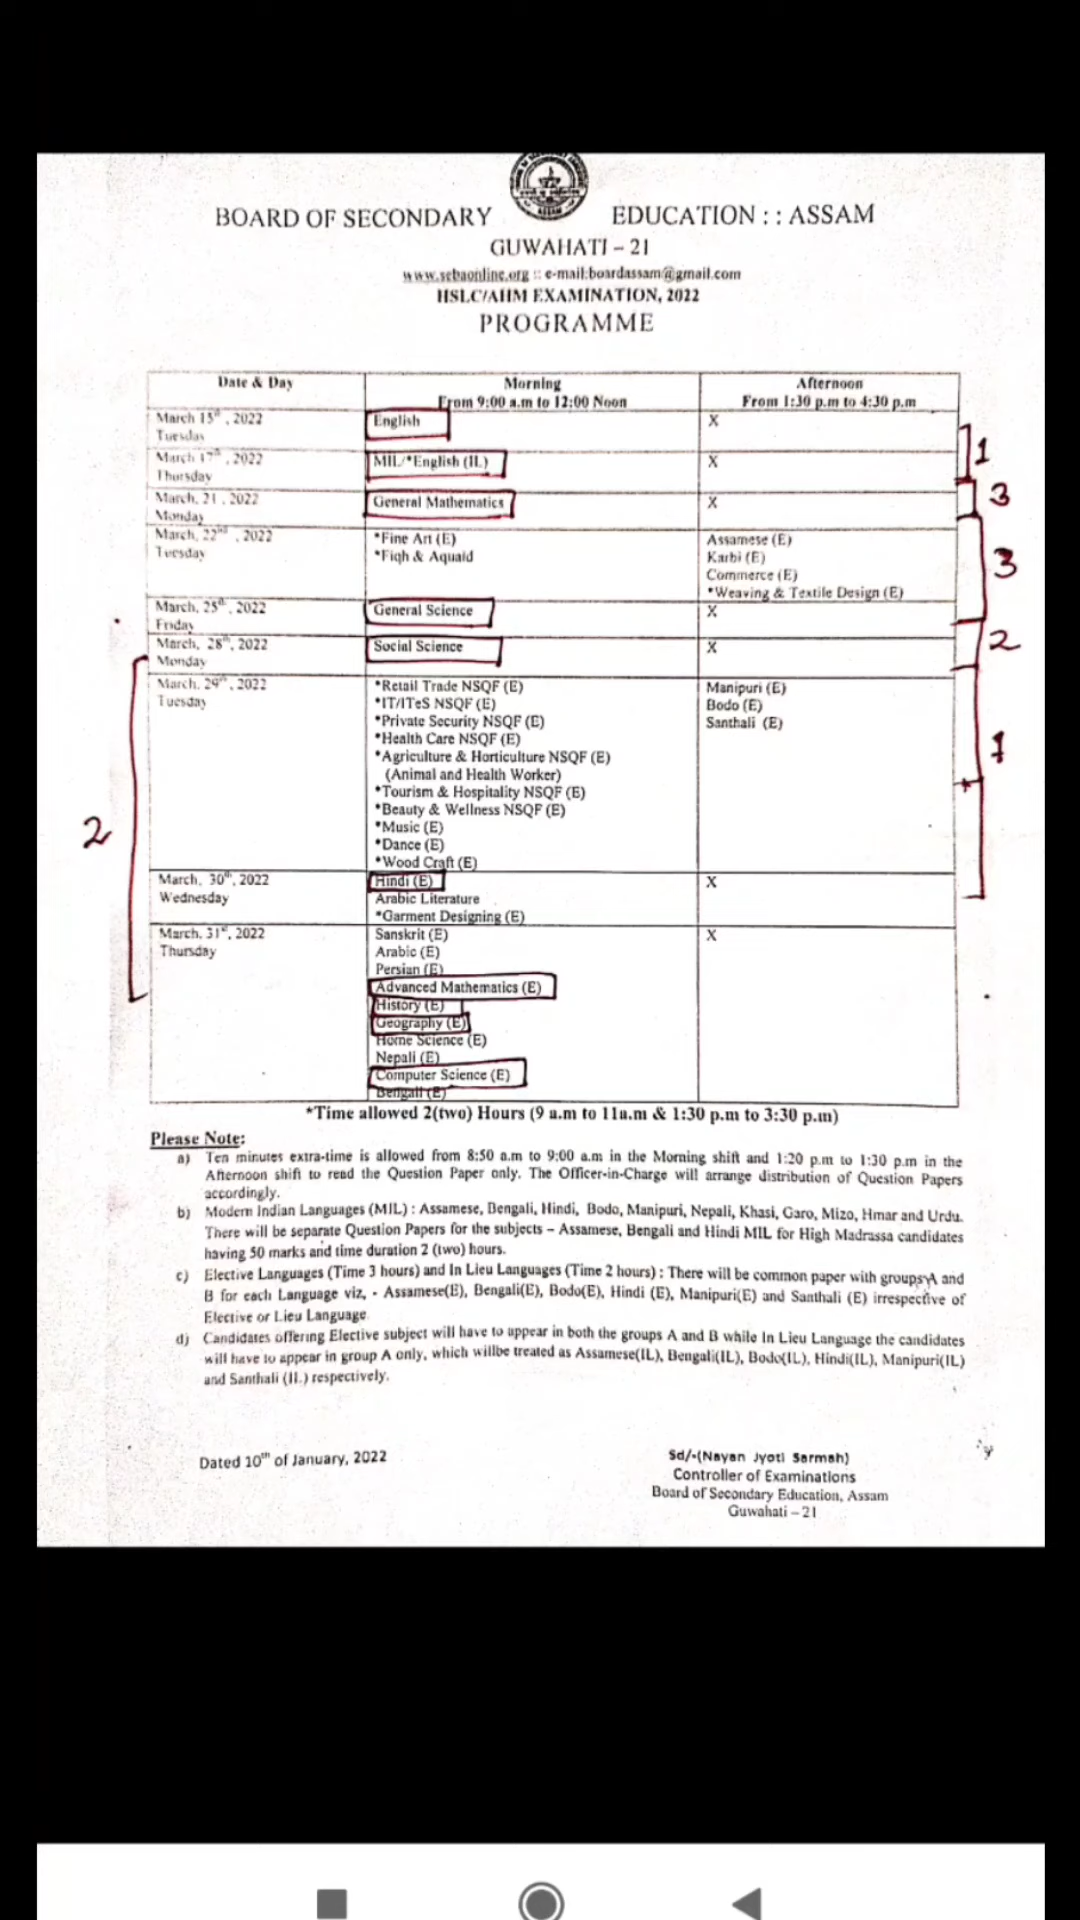 BOARD OF SECONDARY EDUCATION : : ASSAM
GUWAHATI – 21
www.sebaonline.org :: e-mail:boardassam@gmail.com
HSLC/AHM EXAMINATION, 2022
PROGRAMME
Date & Day Morning Afternoon
From 9:00 a.m to 12:00 Noon From 1:30 p.m to 4:30 p.m
March 15th, 2022 English X
Tuesday
1
March 17th, 2022 MIL/*English (IL) X
Thursday
March, 21, 2022 General Mathematics X 3
Monday
March, 22nd, 2022 *Fine Art (E) Assamese (E)
Tuesday *Fiqh & Aquaid Karbi (E) 3
Commerce (E)
*Weaving & Textile Design (E)
March, 25th, 2022 General Science X
Friday
March, 28th, 2022 Social Science X 2
Monday
March, 29th, 2022 *Retail Trade NSQF (E) Manipuri (E)
Tuesday *IT/ITeS NSQF (E) Bodo (E)
*Private Security NSQF (E) Santhali (E)
*Health Care NSQF (E) 1
*Agriculture & Horticulture NSQF (E)
(Animal and Health Worker)
*Tourism & Hospitality NSQF (E)
*Beauty & Wellness NSQF (E)
2 *Music (E)
*Dance (E)
*Wood Craft (E)
March, 30th, 2022 Hindi (E) X
Wednesday Arabic Literature
*Garment Designing (E)
March, 31st, 2022 Sanskrit (E) X
Thursday Arabic (E)
Persian (E)
Advanced Mathematics (E)
History (E)
Geography (E)
Home Science (E)
Nepali (E)
Computer Science (E)
Bengali (E)
*Time allowed 2(two) Hours (9 a.m to 11a.m & 1:30 p.m to 3:30 p.m)
Please Note:
a) Ten minutes extra-time is allowed from 8:50 a.m to 9:00 a.m in the Morning shift and 1:20 p.m to 1:30 p.m in the
Afternoon shift to read the Question Paper only. The Officer-in-Charge will arrange distribution of Question Papers
accordingly.
b) Modern Indian Languages (MIL) : Assamese, Bengali, Hindi, Bodo, Manipuri, Nepali, Khasi, Garo, Mizo, Hmar and Urdu.
There will be separate Question Papers for the subjects – Assamese, Bengali and Hindi MIL for High Madrassa candidates
having 50 marks and time duration 2 (two) hours.
c) Elective Languages (Time 3 hours) and In Lieu Languages (Time 2 hours) : There will be common paper with groups A and
B for each Language viz, - Assamese(E), Bengali(E), Bodo(E), Hindi (E), Manipuri(E) and Santhali (E) irrespective of
Elective or Lieu Language.
d) Candidates offering Elective subject will have to appear in both the groups A and B while In Lieu Language the candidates
will have to appear in group A only, which willbe treated as Assamese(IL), Bengali(IL), Bodo(IL), Hindi(IL), Manipuri(IL)
and Santhali (IL) respectively.
Dated 10th of January, 2022
Sd/-(Nayan Jyoti Sarmah)
Controller of Examinations
Board of Secondary Education, Assam
Guwahati – 21